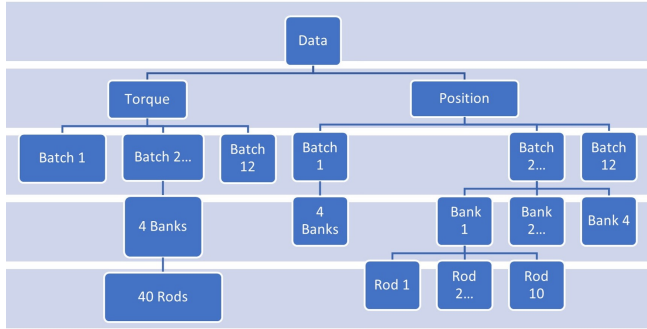 Data
Torque
Position
Batch 1
Batch 2...
Batch
12
Batch
1
Batch
2...
Batch
12
4 Banks
4
Banks
Bank
1
Bank
2...
Bank 4
40 Rods
Rod 1
Rod
2...
Rod
10